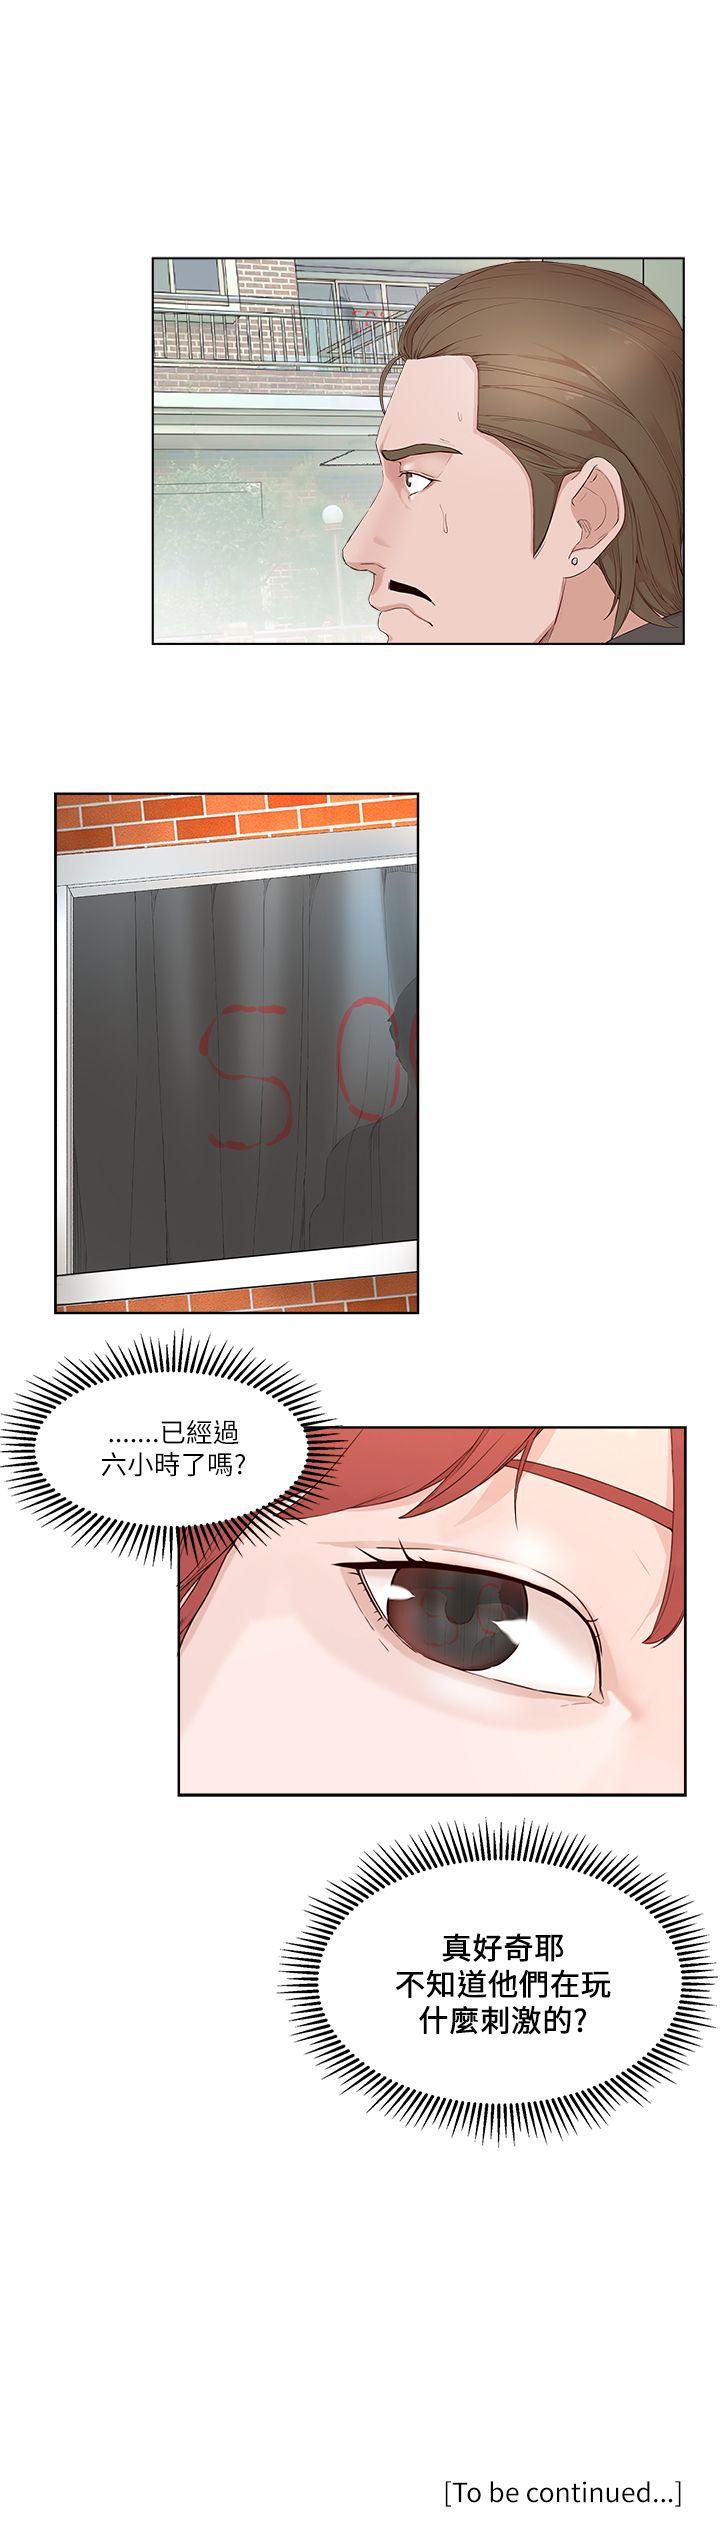 SOO
.......已經過
六小時了嗎?
真好奇耶
不知道他們在玩
什麼刺激的?
[To be continued...]